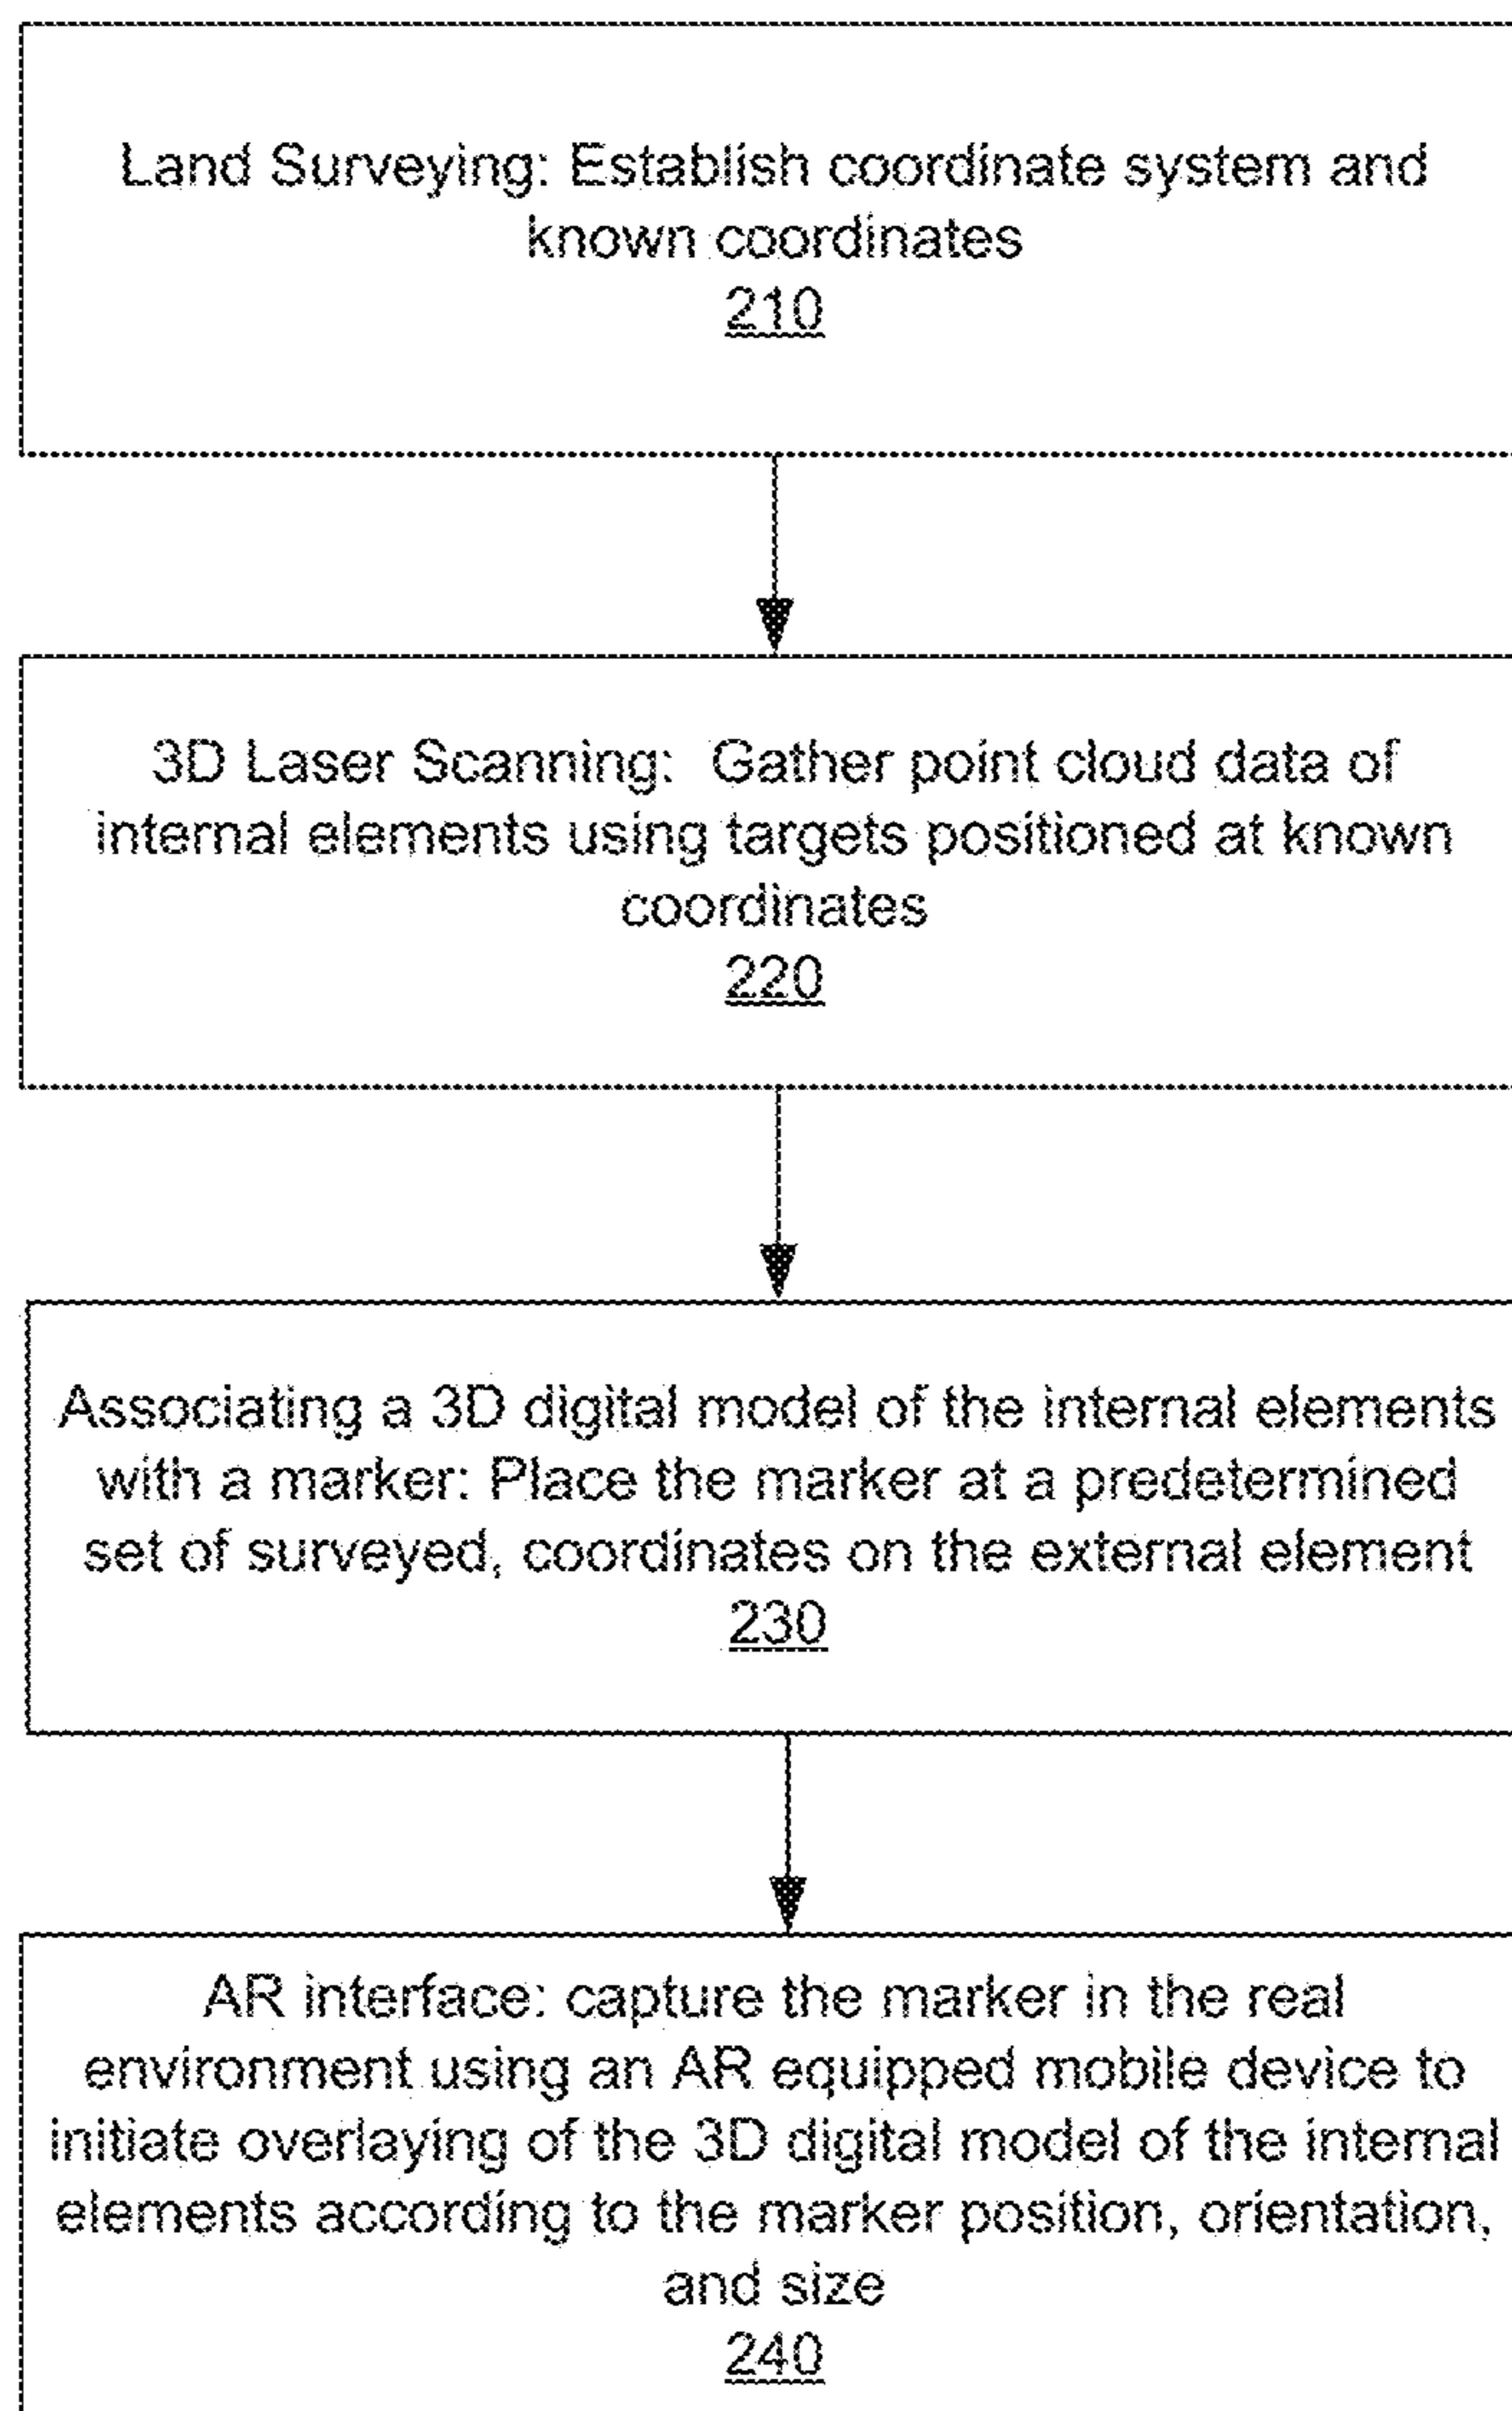 Land Surveying: Establish coordinate system and
known coordinates
210
3D Laser Scanning: Gather point cloud data of
internal elements using targets positioned at known
coordinates
220
Associating a 3D digital model of the internal elements
with a marker: Place the marker at a predetermined
set of surveyed, coordinates on the external element
230
AR interface: capture the marker in the real
environment using an AR equipped mobile device to
initiate overlaying of the 3D digital model of the internal
elements according to the marker position, orientation,
and size
240